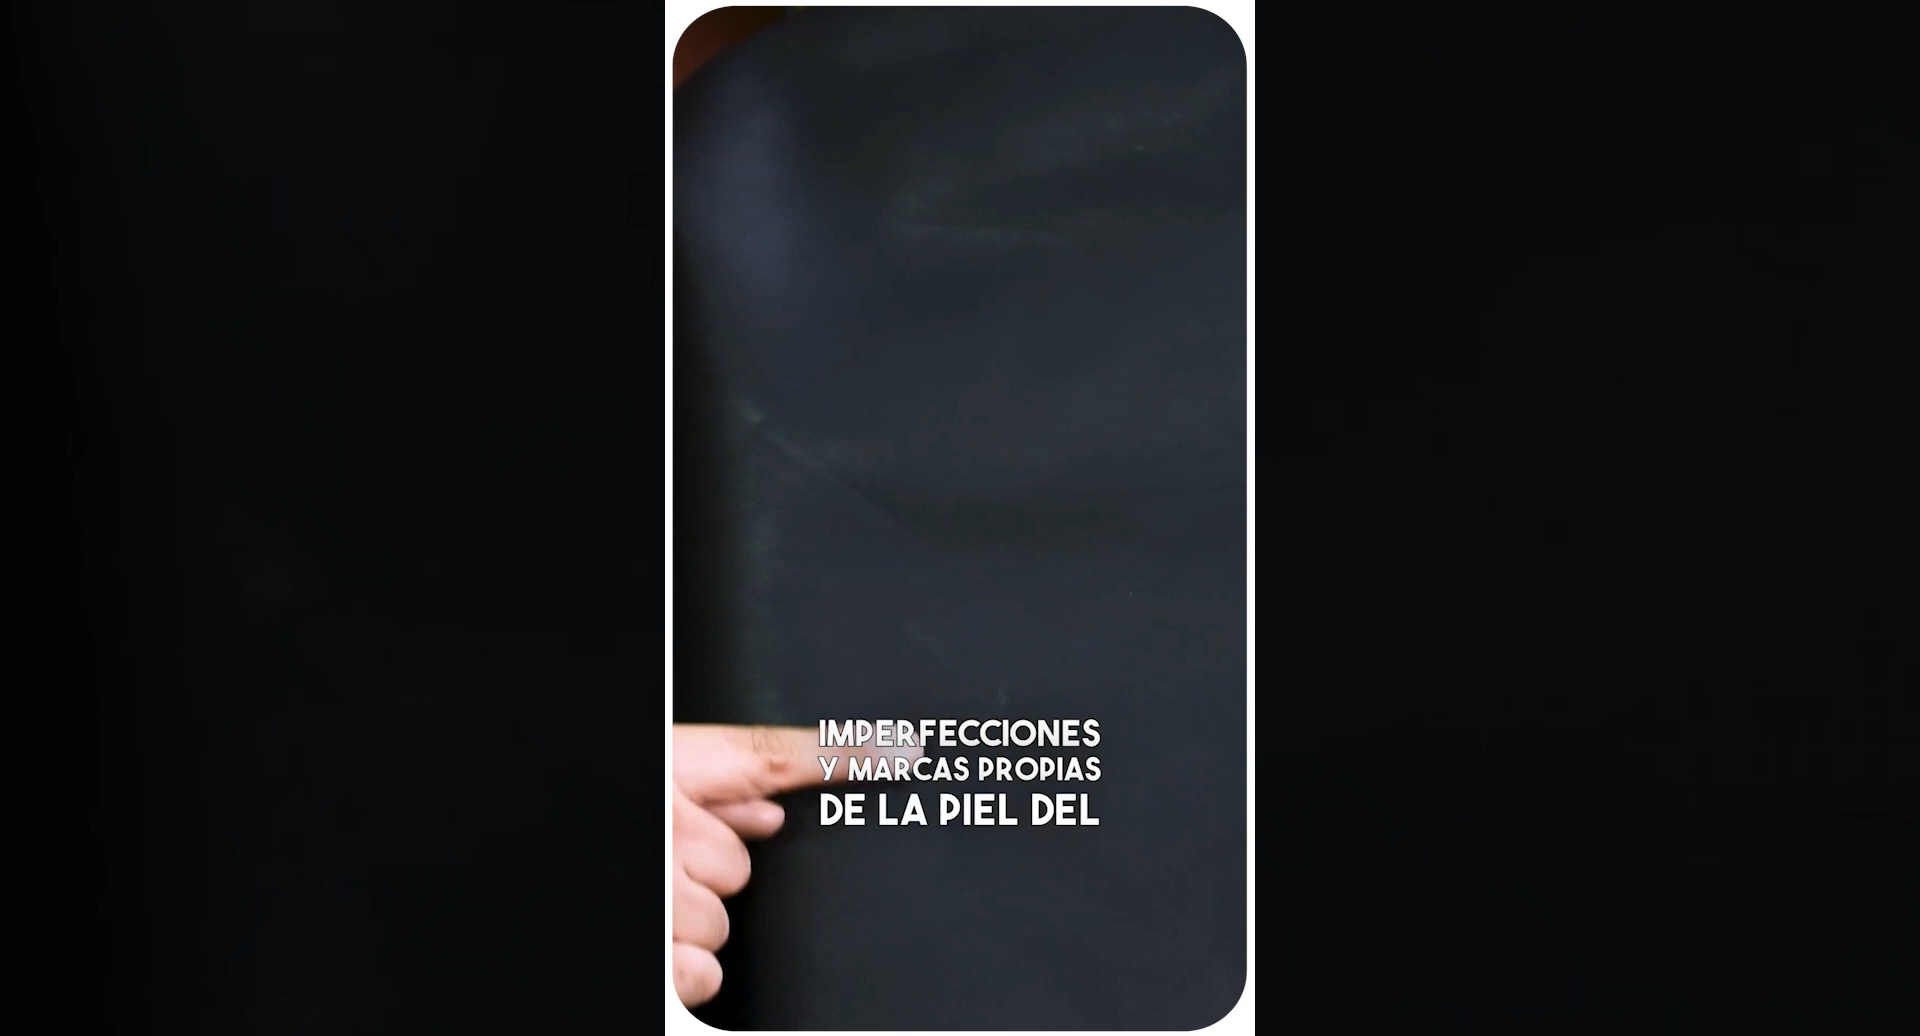 IMPERFECCIONES
Y MARCAS PROPIAS
DE LA PIEL DEL